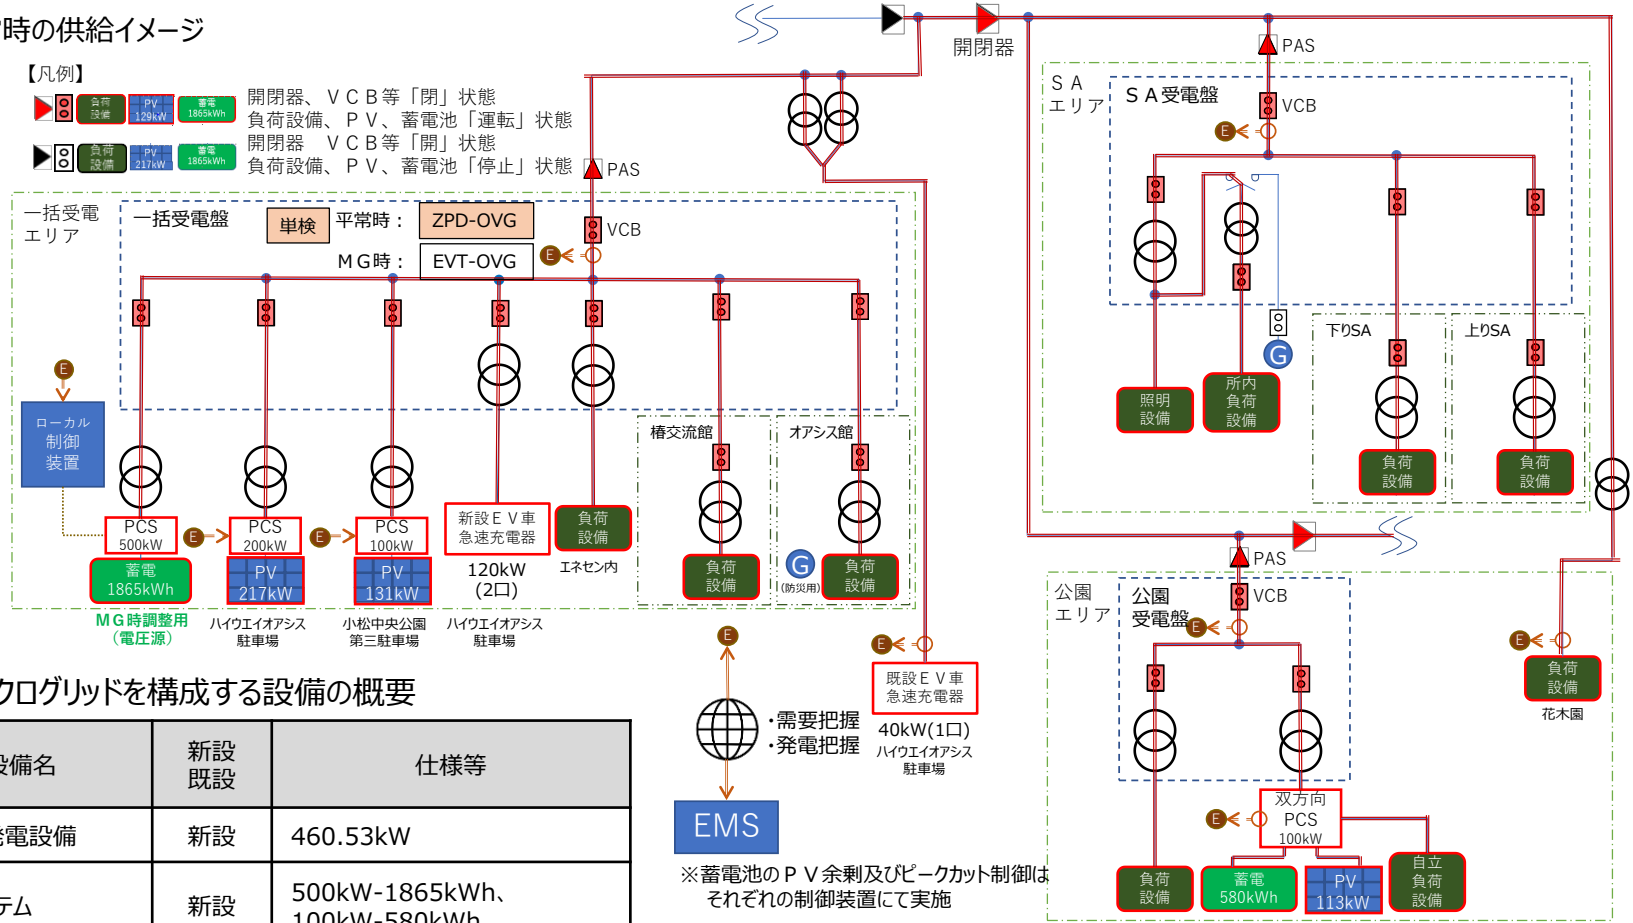 時の供給イメージ
【凡例】
負荷
設備
PV
129kW
蓄電
1865kWh
開閉器、ＶＣＢ等「閉」状態
負荷設備、ＰＶ、蓄電池「運転」状態
負荷
設備
PV
217kW
蓄電
1865kWh
開閉器 ＶＣＢ等「開」状態
負荷設備、ＰＶ、蓄電池「停止」状態
開閉器
PAS
一括受電
エリア
一括受電盤
単検
平常時：
ZPD-OVG
ＭＧ時：
EVT-OVG
VCB
E
E
ローカル
制御
装置
PCS
500kW
蓄電
1865kWh
ＭＧ時調整用
（電圧源）
E
PCS
200kW
PV
217kW
ハイウエイオアシス
駐車場
E
PCS
100kW
PV
131kW
小松中央公園
第三駐車場
新設ＥＶ車
急速充電器
120kW
(2口)
ハイウエイオアシス
駐車場
負荷
設備
エネセン内
椿交流館
負荷
設備
オアシス館
G
(防災用)
負荷
設備
E
既設ＥＶ車
急速充電器
40kW(1口)
ハイウエイオアシス
駐車場
E
・需要把握
・発電把握
EMS
※蓄電池のＰＶ余剰及びピークカット制御は
それぞれの制御装置にて実施
PAS
ＳＡ
エリア
ＳＡ受電盤
VCB
E
G
照明
設備
所内
負荷
設備
下りSA
負荷
設備
上りSA
負荷
設備
PAS
公園
エリア
公園
受電盤
VCB
E
E
双方向
PCS
100kW
負荷
設備
蓄電
580kWh
PV
113kW
自立
負荷
設備
E
負荷
設備
花木園
クログリッドを構成する設備の概要
設備名
新設
既設
仕様等
発電設備
新設
460.53kW
テム
新設
500kW-1865kWh、
100kW-580kWh